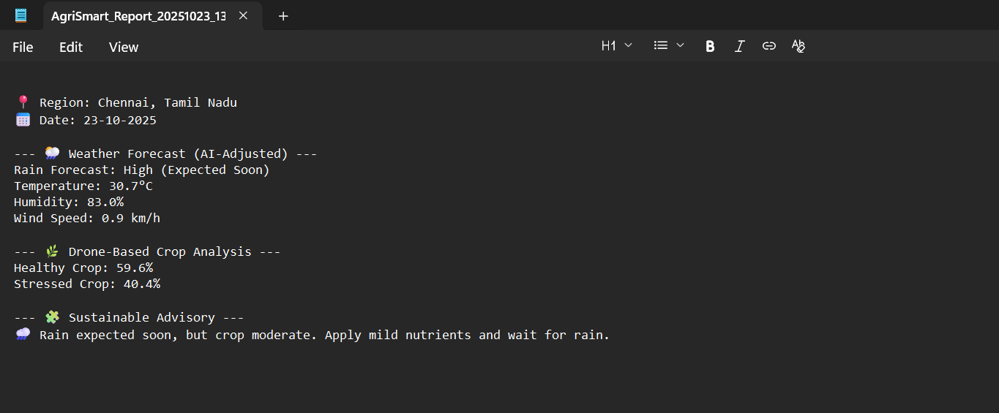 AgriSmart_Report_20251023_13
File Edit View H1 B I Ab
📍 Region: Chennai, Tamil Nadu
📅 Date: 23-10-2025
--- 🌦️ Weather Forecast (AI-Adjusted) ---
Rain Forecast: High (Expected Soon)
Temperature: 30.7°C
Humidity: 83.0%
Wind Speed: 0.9 km/h
--- 🌿 Drone-Based Crop Analysis ---
Healthy Crop: 59.6%
Stressed Crop: 40.4%
--- 🧩 Sustainable Advisory ---
🌧️ Rain expected soon, but crop moderate. Apply mild nutrients and wait for rain.